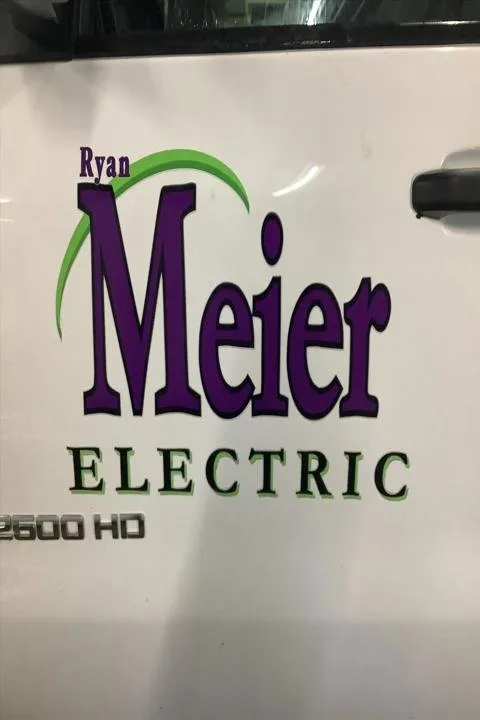 Ryan
Meier
ELECTRIC
2500 HD